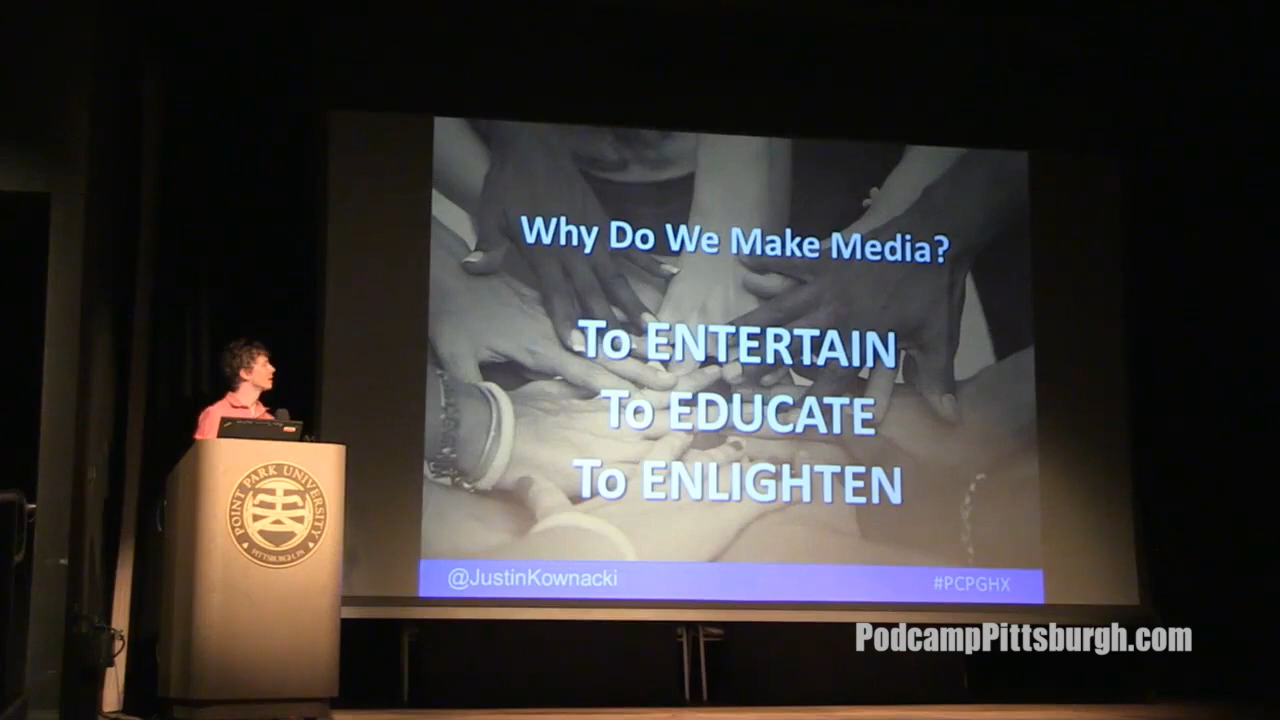 Why Do We Make Media?
To ENTERTAIN
To EDUCATE
To ENLIGHTEN
@JustinKownacki
#PCPGHX
POINT PARK UNIVERSITY
PITTSBURGH, PA
PodcampPittsburgh.com